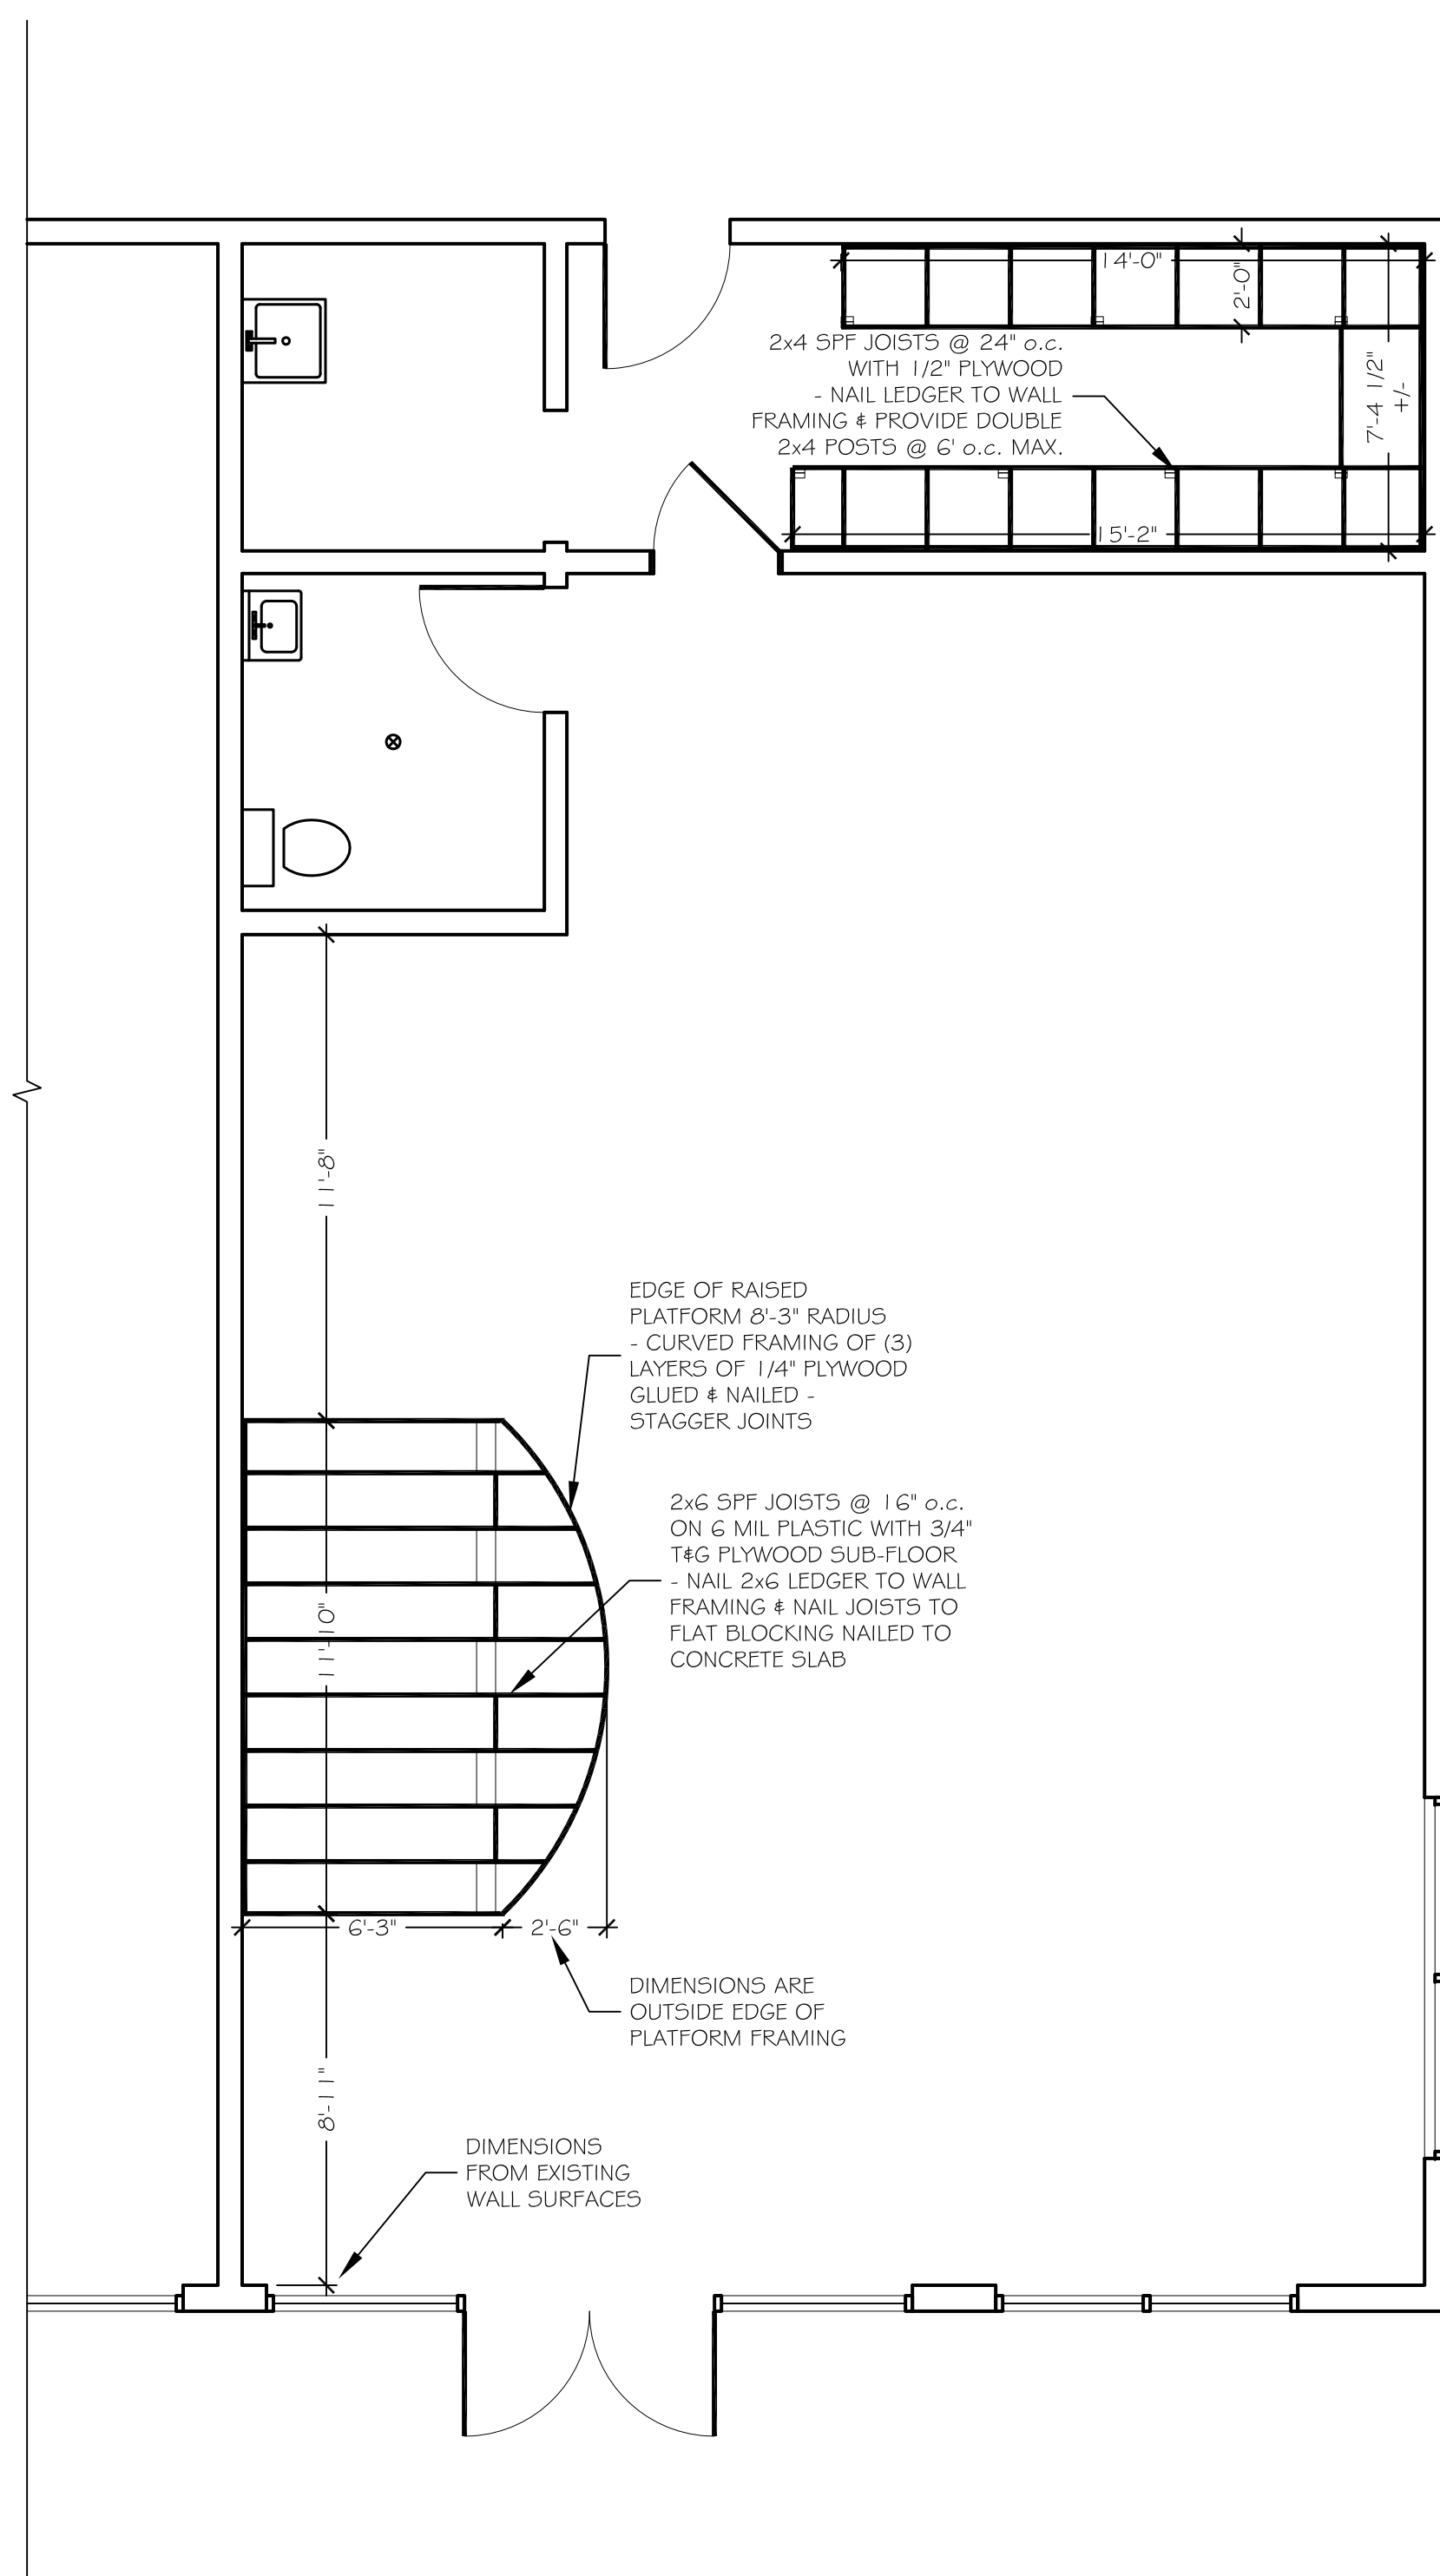 14'-0"
2'-0"
2x4 SPF JOISTS @ 24" o.c.
WITH 1/2" PLYWOOD
- NAIL LEDGER TO WALL
FRAMING & PROVIDE DOUBLE
2x4 POSTS @ 6' o.c. MAX.
7'-4 1/2"
+/-
15'-2"
11'-8"
EDGE OF RAISED
PLATFORM 8'-3" RADIUS
- CURVED FRAMING OF (3)
LAYERS OF 1/4" PLYWOOD
GLUED & NAILED -
STAGGER JOINTS
2x6 SPF JOISTS @ 16" o.c.
ON 6 MIL PLASTIC WITH 3/4"
T&G PLYWOOD SUB-FLOOR
- NAIL 2x6 LEDGER TO WALL
FRAMING & NAIL JOISTS TO
FLAT BLOCKING NAILED TO
CONCRETE SLAB
11'-10"
6'-3"
2'-6"
DIMENSIONS ARE
OUTSIDE EDGE OF
PLATFORM FRAMING
8'-11"
DIMENSIONS
FROM EXISTING
WALL SURFACES